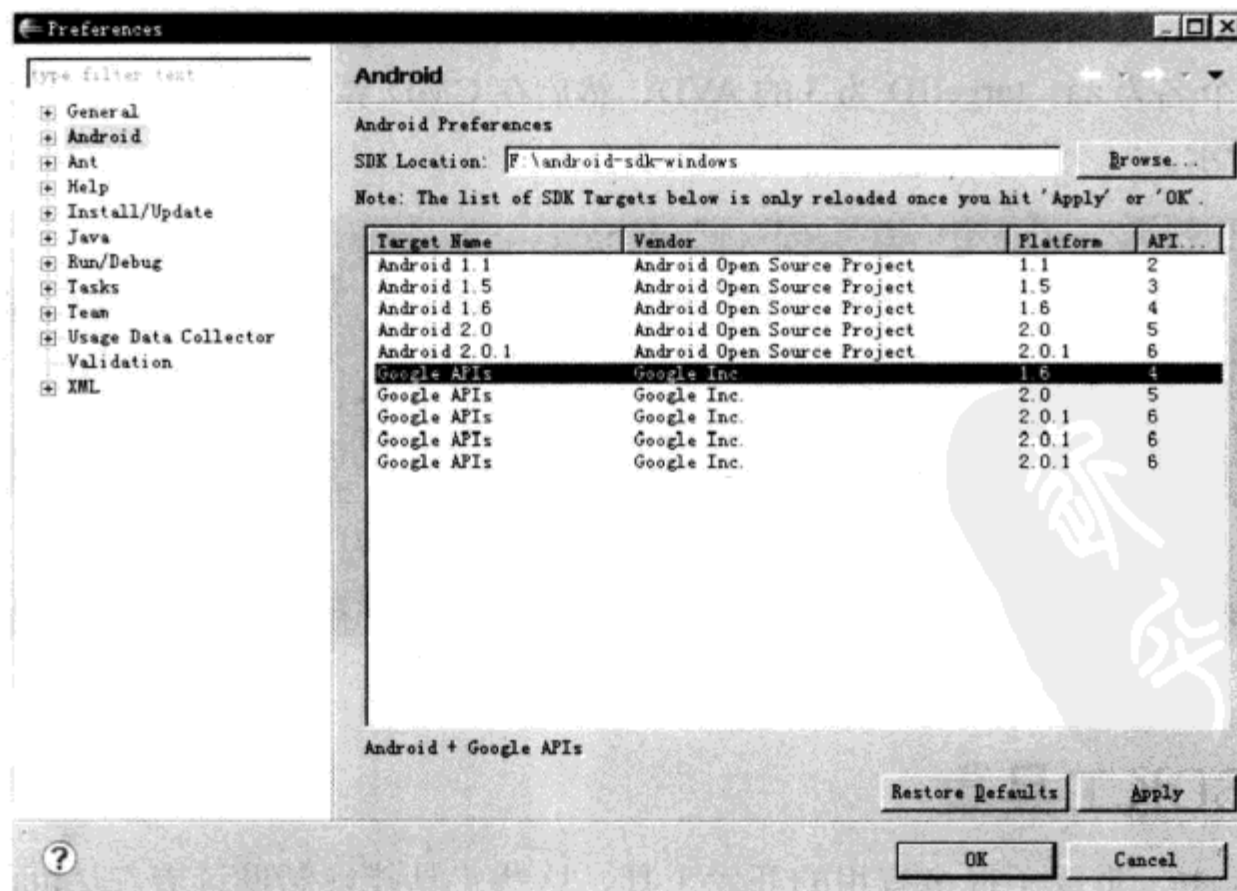 Preferences
type filter text
General
Android
Ant
Help
Install/Update
Java
Run/Debug
Tasks
Team
Usage Data Collector
Validation
XML
Android
Android Preferences
SDK Location: F:\android-sdk-windows Browse...
Note: The list of SDK Targets below is only reloaded once you hit 'Apply' or 'OK'.
Target Name Vendor Platform API...
Android 1.1 Android Open Source Project 1.1 2
Android 1.5 Android Open Source Project 1.5 3
Android 1.6 Android Open Source Project 1.6 4
Android 2.0 Android Open Source Project 2.0 5
Android 2.0.1 Android Open Source Project 2.0.1 6
Google APIs Google Inc. 1.6 4
Google APIs Google Inc. 2.0 5
Google APIs Google Inc. 2.0.1 6
Google APIs Google Inc. 2.0.1 6
Google APIs Google Inc. 2.0.1 6
Android + Google APIs
Restore Defaults Apply
? OK Cancel